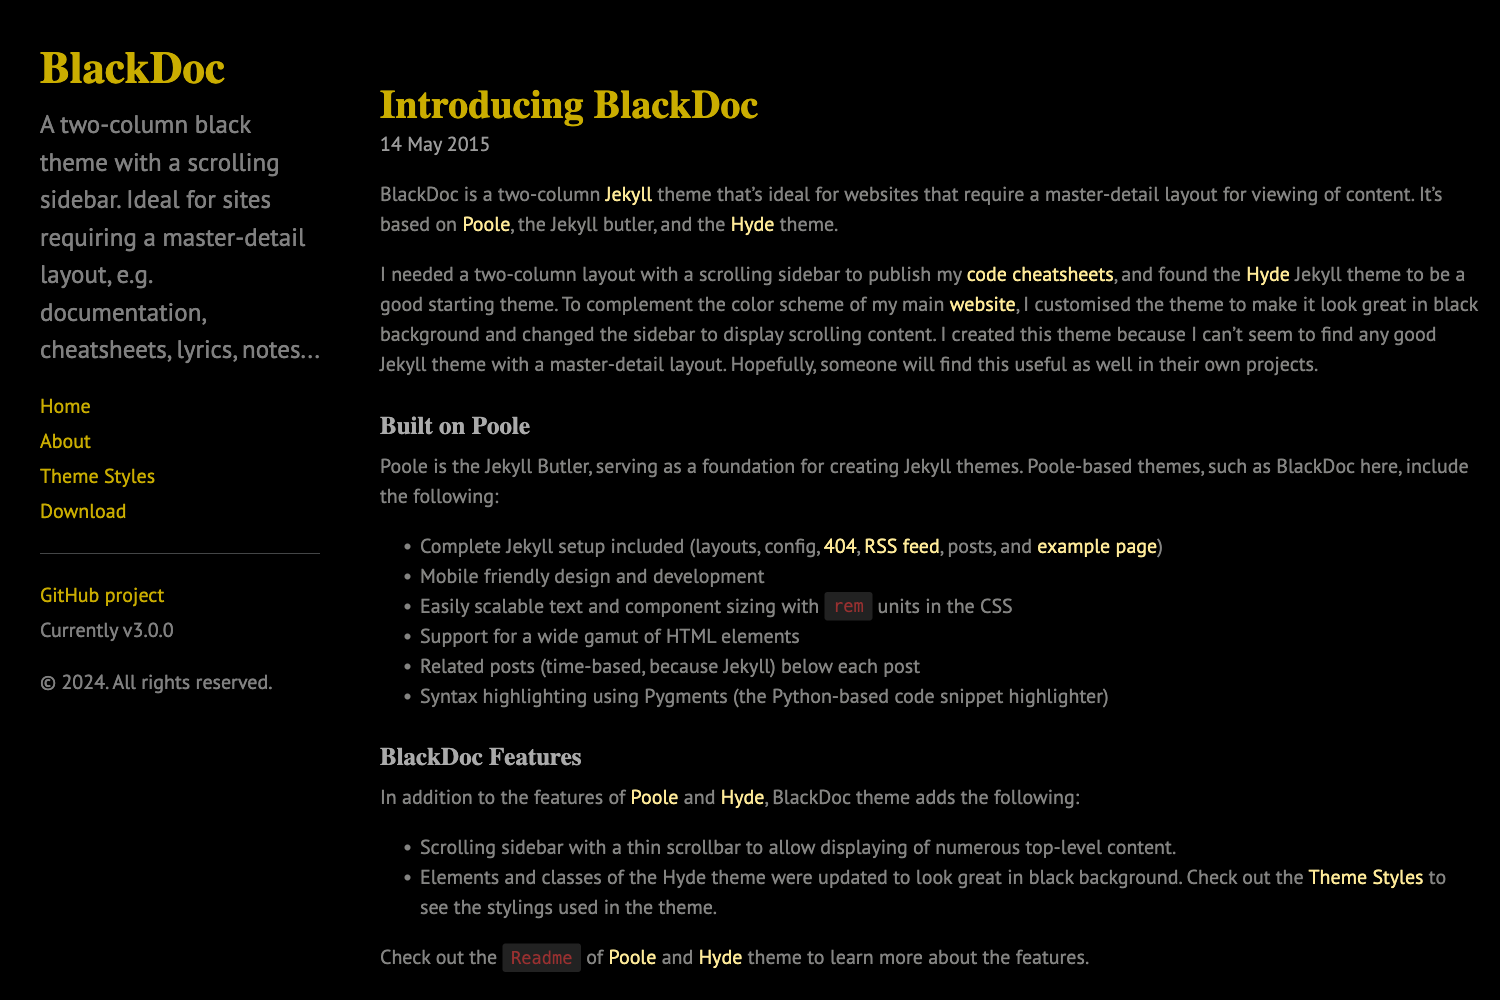 BlackDoc
A two-column black
theme with a scrolling
sidebar. Ideal for sites
requiring a master-detail
layout, e.g.
documentation,
cheatsheets, lyrics, notes...
Home
About
Theme Styles
Download
GitHub project
Currently v3.0.0
© 2024. All rights reserved.
Introducing BlackDoc
14 May 2015
BlackDoc is a two-column Jekyll theme that’s ideal for websites that require a master-detail layout for viewing of content. It’s
based on Poole, the Jekyll butler, and the Hyde theme.
I needed a two-column layout with a scrolling sidebar to publish my code cheatsheets, and found the Hyde Jekyll theme to be a
good starting theme. To complement the color scheme of my main website, I customised the theme to make it look great in black
background and changed the sidebar to display scrolling content. I created this theme because I can’t seem to find any good
Jekyll theme with a master-detail layout. Hopefully, someone will find this useful as well in their own projects.
Built on Poole
Poole is the Jekyll Butler, serving as a foundation for creating Jekyll themes. Poole-based themes, such as BlackDoc here, include
the following:
• Complete Jekyll setup included (layouts, config, 404, RSS feed, posts, and example page)
• Mobile friendly design and development
• Easily scalable text and component sizing with rem units in the CSS
• Support for a wide gamut of HTML elements
• Related posts (time-based, because Jekyll) below each post
• Syntax highlighting using Pygments (the Python-based code snippet highlighter)
BlackDoc Features
In addition to the features of Poole and Hyde, BlackDoc theme adds the following:
• Scrolling sidebar with a thin scrollbar to allow displaying of numerous top-level content.
• Elements and classes of the Hyde theme were updated to look great in black background. Check out the Theme Styles to
see the stylings used in the theme.
Check out the Readme of Poole and Hyde theme to learn more about the features.